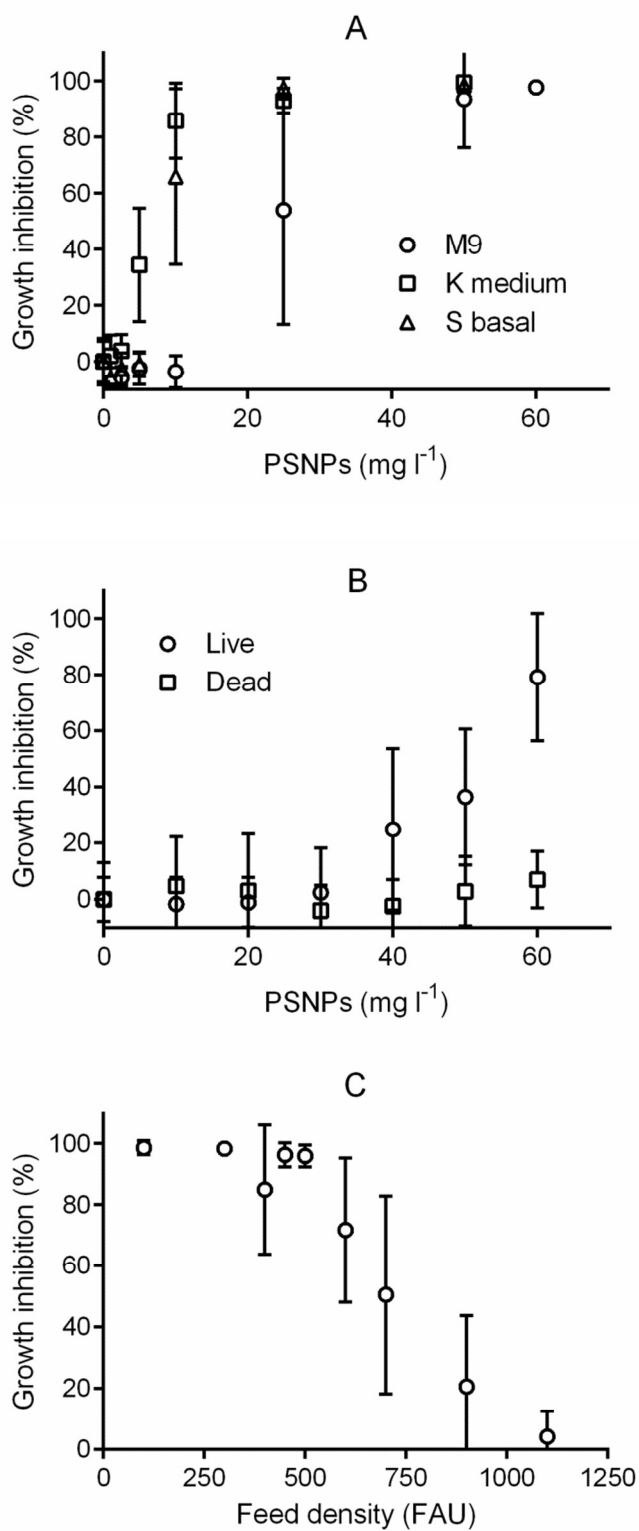 A
Growth inhibition (%)
100
80
60
40
20
0
M9
K medium
S basal
0 20 40 60
PSNPs (mg l⁻¹)
B
Growth inhibition (%)
100
80
60
40
20
0
Live
Dead
0 20 40 60
PSNPs (mg l⁻¹)
C
Growth inhibition (%)
100
80
60
40
20
0
0 250 500 750 1000 1250
Feed density (FAU)